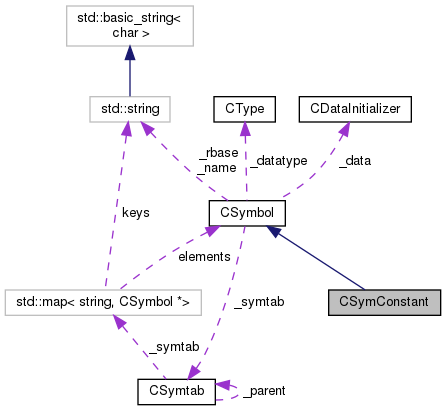 std::basic_string<
char >
std::string
CType
CDataInitializer
_rbase
_name
_datatype
_data
keys
CSymbol
elements
_symtab
std::map< string, CSymbol *>
CSymConstant
_symtab
CSymtab
_parent